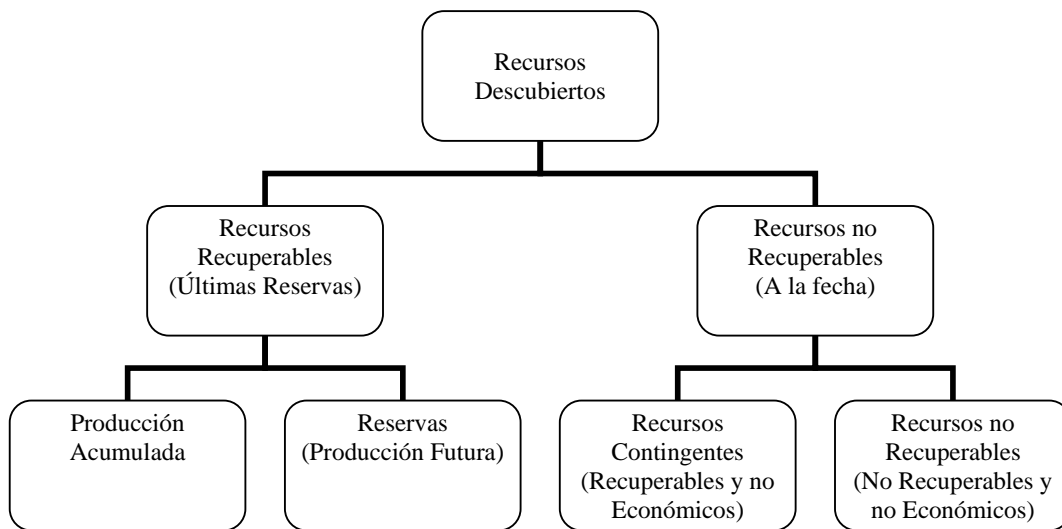 Recursos
Descubiertos
Recursos
Recuperables
(Últimas Reservas)
Recursos no
Recuperables
(A la fecha)
Producción
Acumulada
Reservas
(Producción Futura)
Recursos
Contingentes
(Recuperables y no
Económicos)
Recursos no
Recuperables
(No Recuperables y
no Económicos)